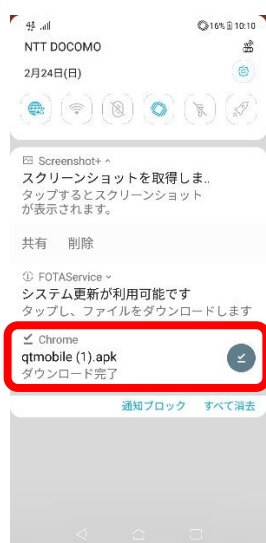 16% 10:10
NTT DOCOMO
2月24日(日)
Screenshot+
スクリーンショットを取得しま..
タップするとスクリーンショット
が表示されます。
共有 削除
FOTAService
システム更新が利用可能です
タップし、ファイルをダウンロードします
Chrome
qtmobile (1).apk
ダウンロード完了
通知ブロック すべて消去